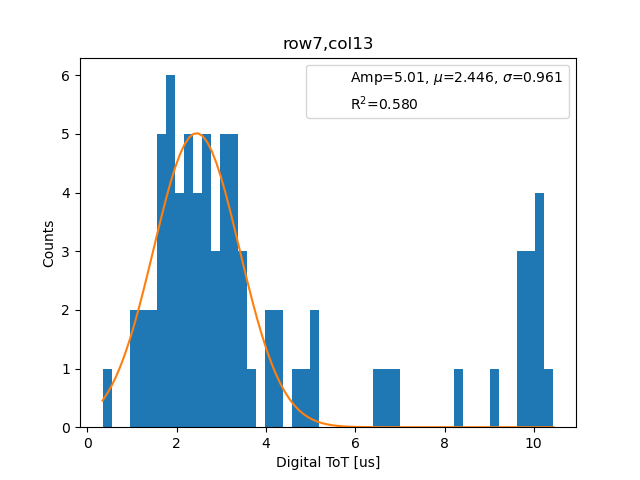 row7,col13
Amp=5.01, μ=2.446, σ=0.961
R²=0.580
Counts
6
5
4
3
2
1
0
0 2 4 6 8 10
Digital ToT [us]